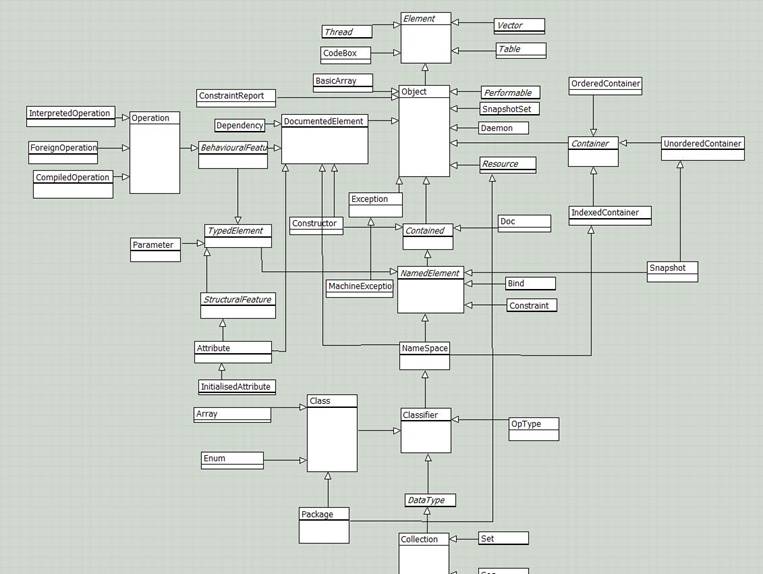 Element
Vector
Thread
Table
CodeBox
BasicArray
OrderedContainer
Object
Performable
ConstraintReport
SnapshotSet
InterpretedOperation
Operation
Dependency
DocumentedElement
Daemon
Container
UnorderedContainer
ForeignOperation
BehaviouralFeatu
Resource
CompiledOperation
Exception
IndexedContainer
Constructor
Doc
TypedElement
Contained
Parameter
Snapshot
NamedElement
Bind
MachineExceptio
StructuralFeature
Constraint
Attribute
NameSpace
InitialisedAttribute
Class
Array
Classifier
OpType
Enum
DataType
Package
Collection
Set